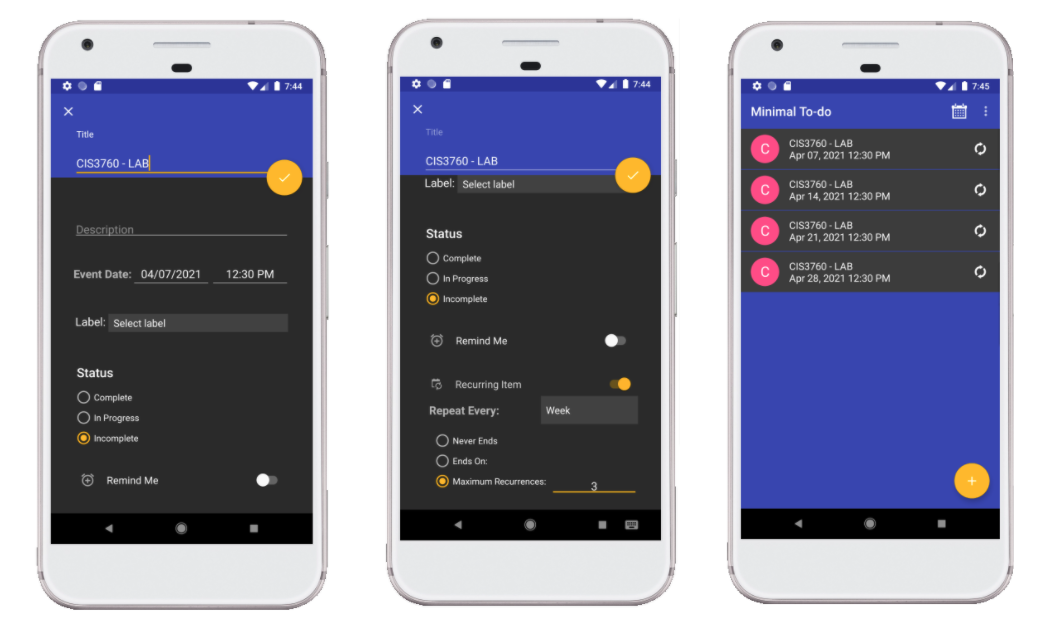 7:44
Title
CIS3760 - LAB
Description
Event Date: 04/07/2021 12:30 PM
Label: Select label
Status
Complete
In Progress
Incomplete
Remind Me
7:44
Title
CIS3760 - LAB
Label: Select label
Status
Complete
In Progress
Incomplete
Remind Me
Recurring Item
Repeat Every: Week
Never Ends
Ends On:
Maximum Recurrences: 3
7:45
Minimal To-do
C
CIS3760 - LAB
Apr 07, 2021 12:30 PM
C
CIS3760 - LAB
Apr 14, 2021 12:30 PM
C
CIS3760 - LAB
Apr 21, 2021 12:30 PM
C
CIS3760 - LAB
Apr 28, 2021 12:30 PM